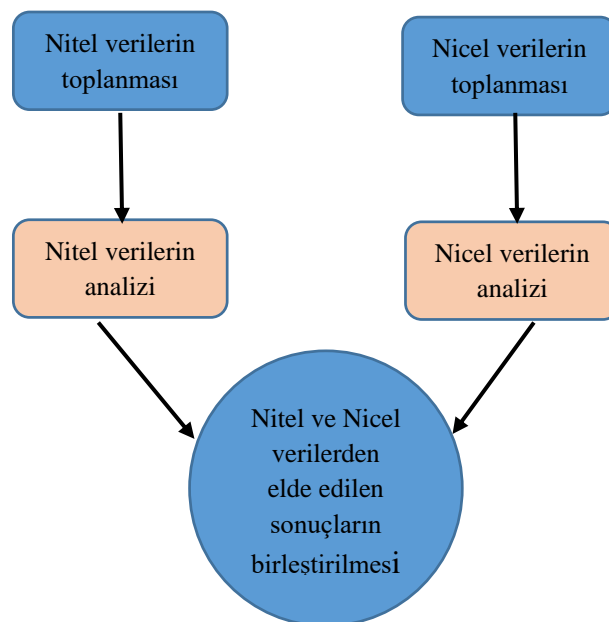 Nitel verilerin
toplanması
Nicel verilerin
toplanması
Nitel verilerin
analizi
Nicel verilerin
analizi
Nitel ve Nicel
verilerden
elde edilen
sonuçların
birleştirilmesi